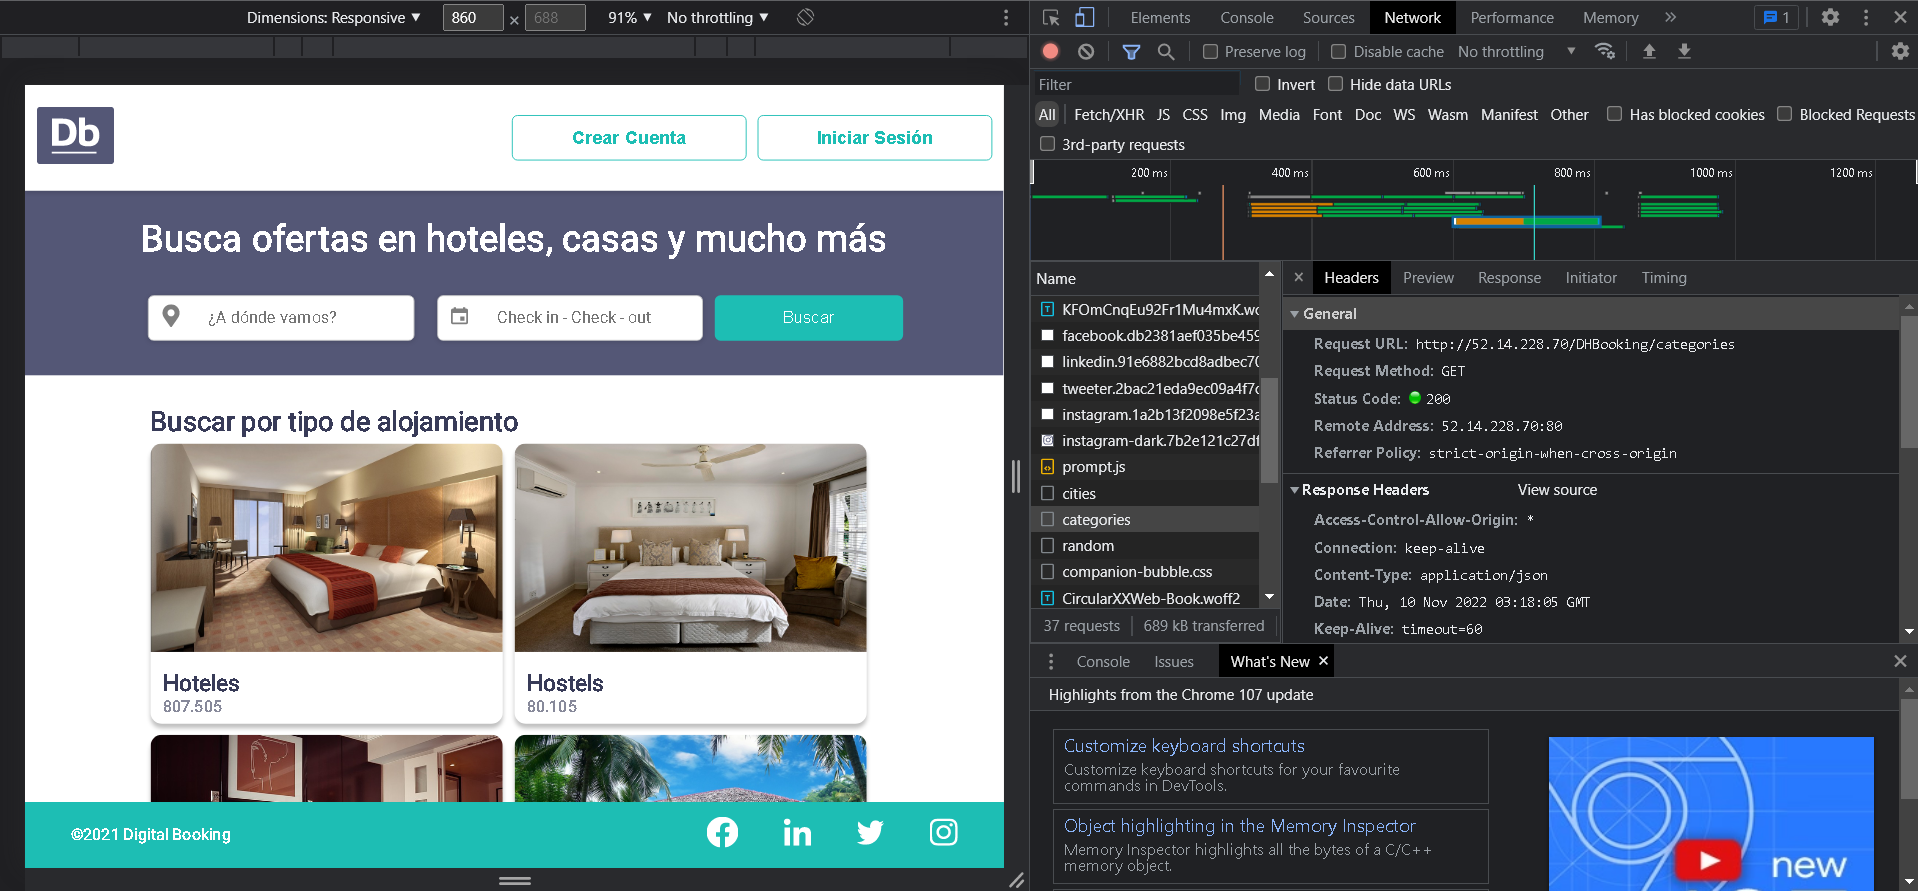 Dimensions: Responsive ▼ 860 × 688 91% ▼ No throttling ▼
Db
Crear Cuenta
Iniciar Sesión
Busca ofertas en hoteles, casas y mucho más
¿A dónde vamos?
Check in - Check - out
Buscar
Buscar por tipo de alojamiento
Hoteles
807.505
Hostels
80.105
©2021 Digital Booking
Elements Console Sources Network Performance Memory » 1
Preserve log Disable cache No throttling ▼
Filter Invert Hide data URLs
All Fetch/XHR JS CSS Img Media Font Doc WS Wasm Manifest Other Has blocked cookies Blocked Requests
3rd-party requests
200 ms 400 ms 600 ms 800 ms 1000 ms 1200 ms
Name
KFOmCnqEu92Fr1Mu4mxK.wo
facebook.db2381aef035be459
linkedin.91e6882bcd8adbec70
tweeter.2bac21eda9ec09a4f7c
instagram.1a2b13f2098e5f23a
instagram-dark.7b2e121c27df
prompt.js
cities
categories
random
companion-bubble.css
CircularXXWeb-Book.woff2
37 requests 689 kB transferred
× Headers Preview Response Initiator Timing
General
Request URL: http://52.14.228.70/DHBooking/categories
Request Method: GET
Status Code: 200
Remote Address: 52.14.228.70:80
Referrer Policy: strict-origin-when-cross-origin
Response Headers View source
Access-Control-Allow-Origin: *
Connection: keep-alive
Content-Type: application/json
Date: Thu, 10 Nov 2022 03:18:05 GMT
Keep-Alive: timeout=60
Console Issues What's New ×
Highlights from the Chrome 107 update
Customize keyboard shortcuts
Customize keyboard shortcuts for your favourite
commands in DevTools.
Object highlighting in the Memory Inspector
Memory Inspector highlights all the bytes of a C/C++
memory object.
new